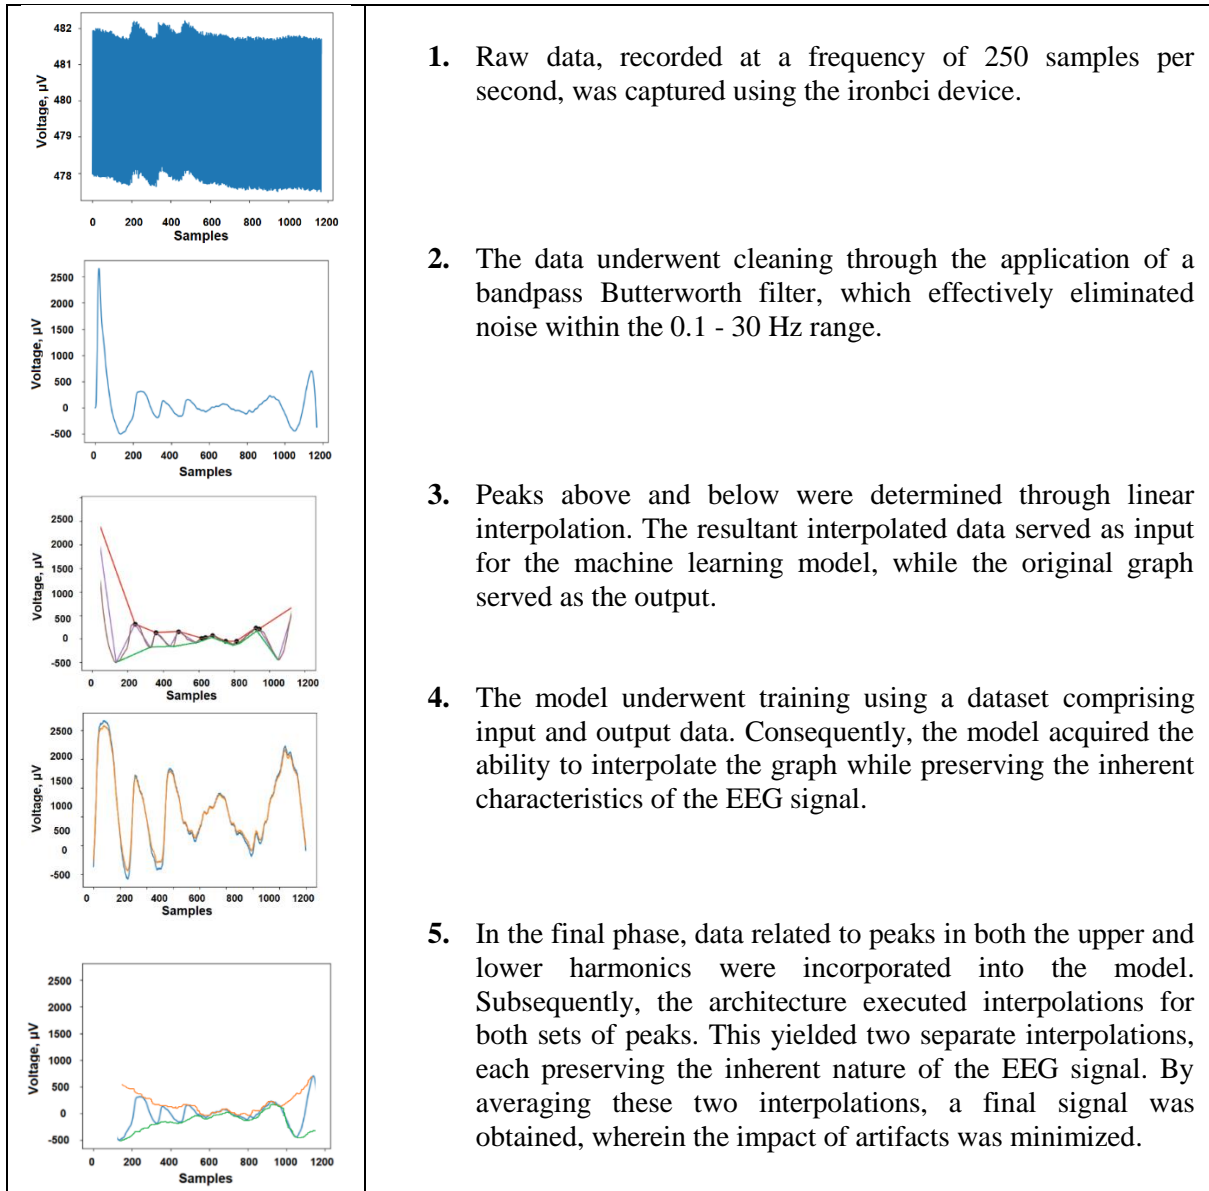 482
481
480
479
478
Voltage, µV
0 200 400 600 800 1000 1200
Samples
1. Raw data, recorded at a frequency of 250 samples per
second, was captured using the ironbci device.
2500
2000
1500
1000
500
0
-500
Voltage, µV
0 200 400 600 800 1000 1200
Samples
2. The data underwent cleaning through the application of a
bandpass Butterworth filter, which effectively eliminated
noise within the 0.1 - 30 Hz range.
2500
2000
1500
1000
500
0
-500
Voltage, µV
0 200 400 600 800 1000 1200
Samples
3. Peaks above and below were determined through linear
interpolation. The resultant interpolated data served as input
for the machine learning model, while the original graph
served as the output.
2500
2000
1500
1000
500
0
-500
Voltage, µV
0 200 400 600 800 1000 1200
Samples
4. The model underwent training using a dataset comprising
input and output data. Consequently, the model acquired the
ability to interpolate the graph while preserving the inherent
characteristics of the EEG signal.
2500
2000
1500
1000
500
0
-500
Voltage, µV
0 200 400 600 800 1000 1200
Samples
5. In the final phase, data related to peaks in both the upper and
lower harmonics were incorporated into the model.
Subsequently, the architecture executed interpolations for
both sets of peaks. This yielded two separate interpolations,
each preserving the inherent nature of the EEG signal. By
averaging these two interpolations, a final signal was
obtained, wherein the impact of artifacts was minimized.